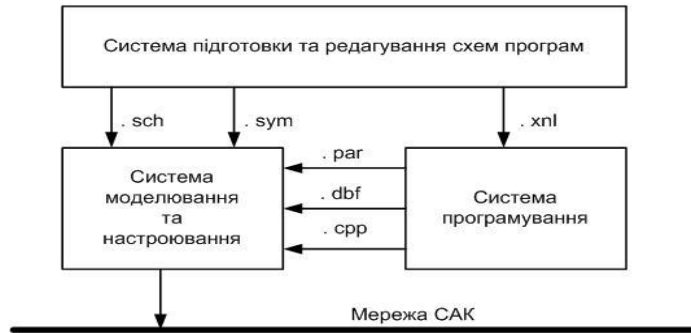 Система підготовки та редагування схем програм
. sch
. sym
. xnl
Система
моделювання
та
настроювання
. par
. dbf
. cpp
Система
програмування
Мережа САК